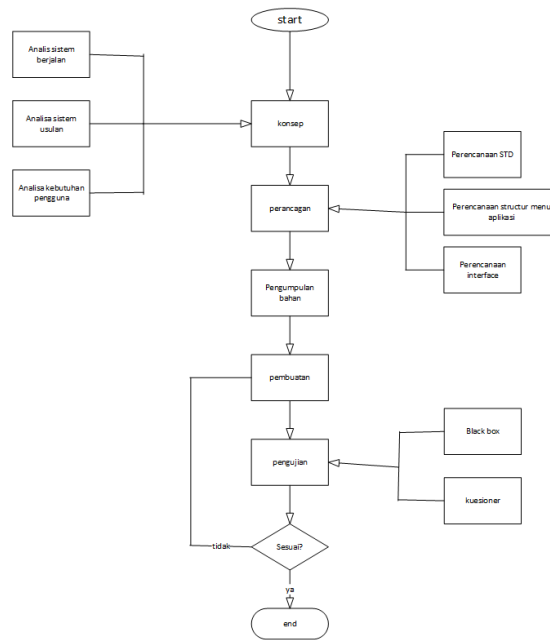 start
Analis sistem
berjalan
Analisa sistem
usulan
Analisa kebutuhan
pengguna
konsep
Perencanaan STD
Perencanaan structur menu
aplikasi
Perencanaan
interface
perancagan
Pengumpulan
bahan
pembuatan
pengujian
Black box
kuesioner
tidak
Sesuai?
ya
end